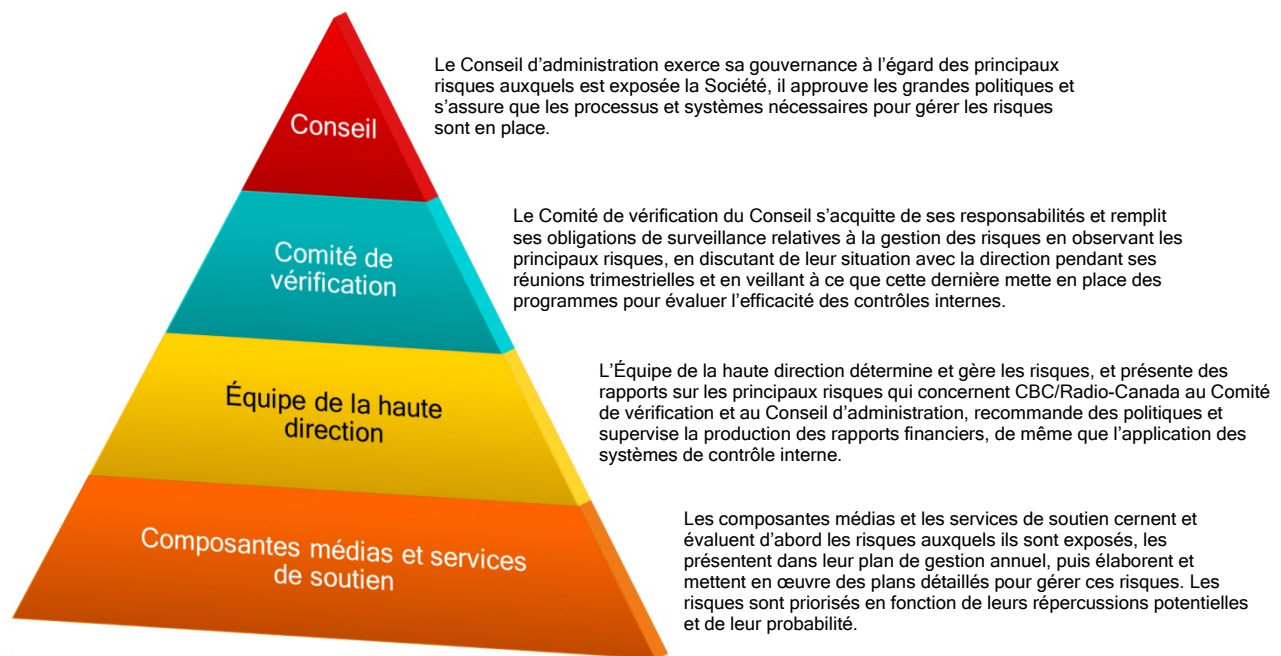 Conseil
Le Conseil d’administration exerce sa gouvernance à l’égard des principaux
risques auxquels est exposée la Société, il approuve les grandes politiques et
s’assure que les processus et systèmes nécessaires pour gérer les risques
sont en place.
Comité de
vérification
Le Comité de vérification du Conseil s’acquitte de ses responsabilités et remplit
ses obligations de surveillance relatives à la gestion des risques en observant les
principaux risques, en discutant de leur situation avec la direction pendant ses
réunions trimestrielles et en veillant à ce que cette dernière mette en place des
programmes pour évaluer l’efficacité des contrôles internes.
Équipe de la haute
direction
L’Équipe de la haute direction détermine et gère les risques, et présente des
rapports sur les principaux risques qui concernent CBC/Radio-Canada au Comité
de vérification et au Conseil d’administration, recommande des politiques et
supervise la production des rapports financiers, de même que l’application des
systèmes de contrôle interne.
Composantes médias et services
de soutien
Les composantes médias et les services de soutien cernent et
évaluent d’abord les risques auxquels ils sont exposés, les
présentent dans leur plan de gestion annuel, puis élaborent et
mettent en œuvre des plans détaillés pour gérer ces risques. Les
risques sont priorisés en fonction de leurs répercussions potentielles
et de leur probabilité.